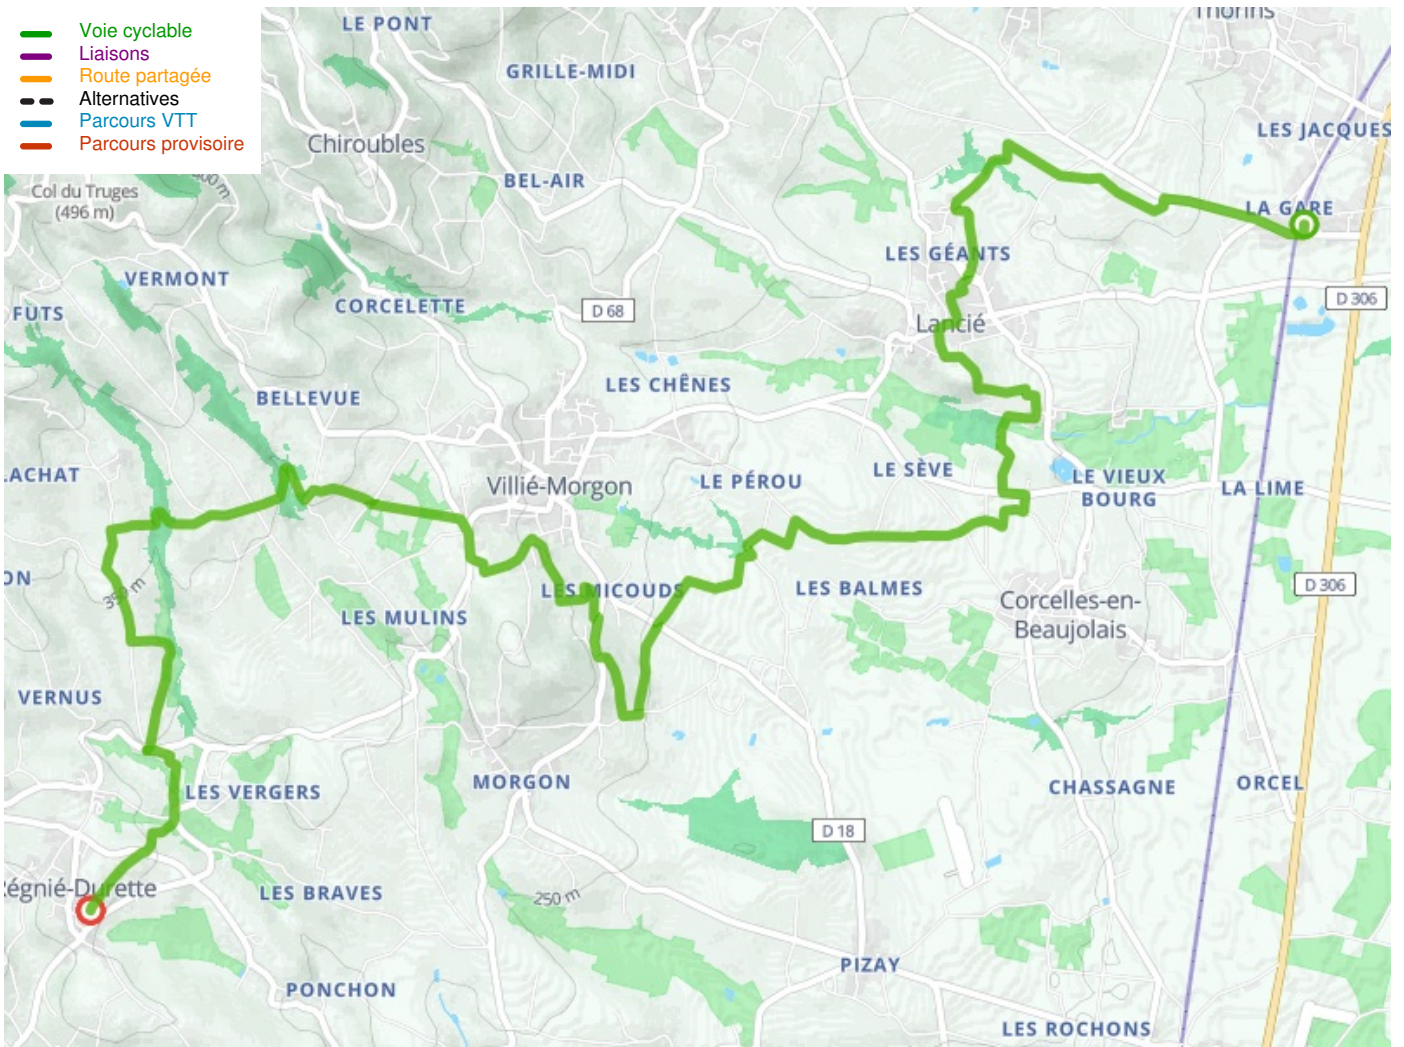 Voie cyclable
Liaisons
Route partagée
Alternatives
Parcours VTT
Parcours provisoire
LE PONT
GRILLE-MIDI
Thorins
LES JACQUES
Chiroubles
BEL-AIR
Col du Truges
(496 m)
LA GARE
LES GÉANTS
VERMONT
CORCELETTE
FUTS
D 68
D 306
Lancié
LES CHÊNES
BELLEVUE
LACHAT
Villié-Morgon
LE PÉROU
LE SÈVE
LE VIEUX
BOURG
LA LIME
ON
LES MICOUDS
LES BALMES
D 306
Corcelles-en-
Beaujolais
LES MULINS
VERNUS
MORGON
LES VERGERS
CHASSAGNE
ORCEL
D 18
Régnié-Durette
LES BRAVES
250 m
PIZAY
PONCHON
LES ROCHONS